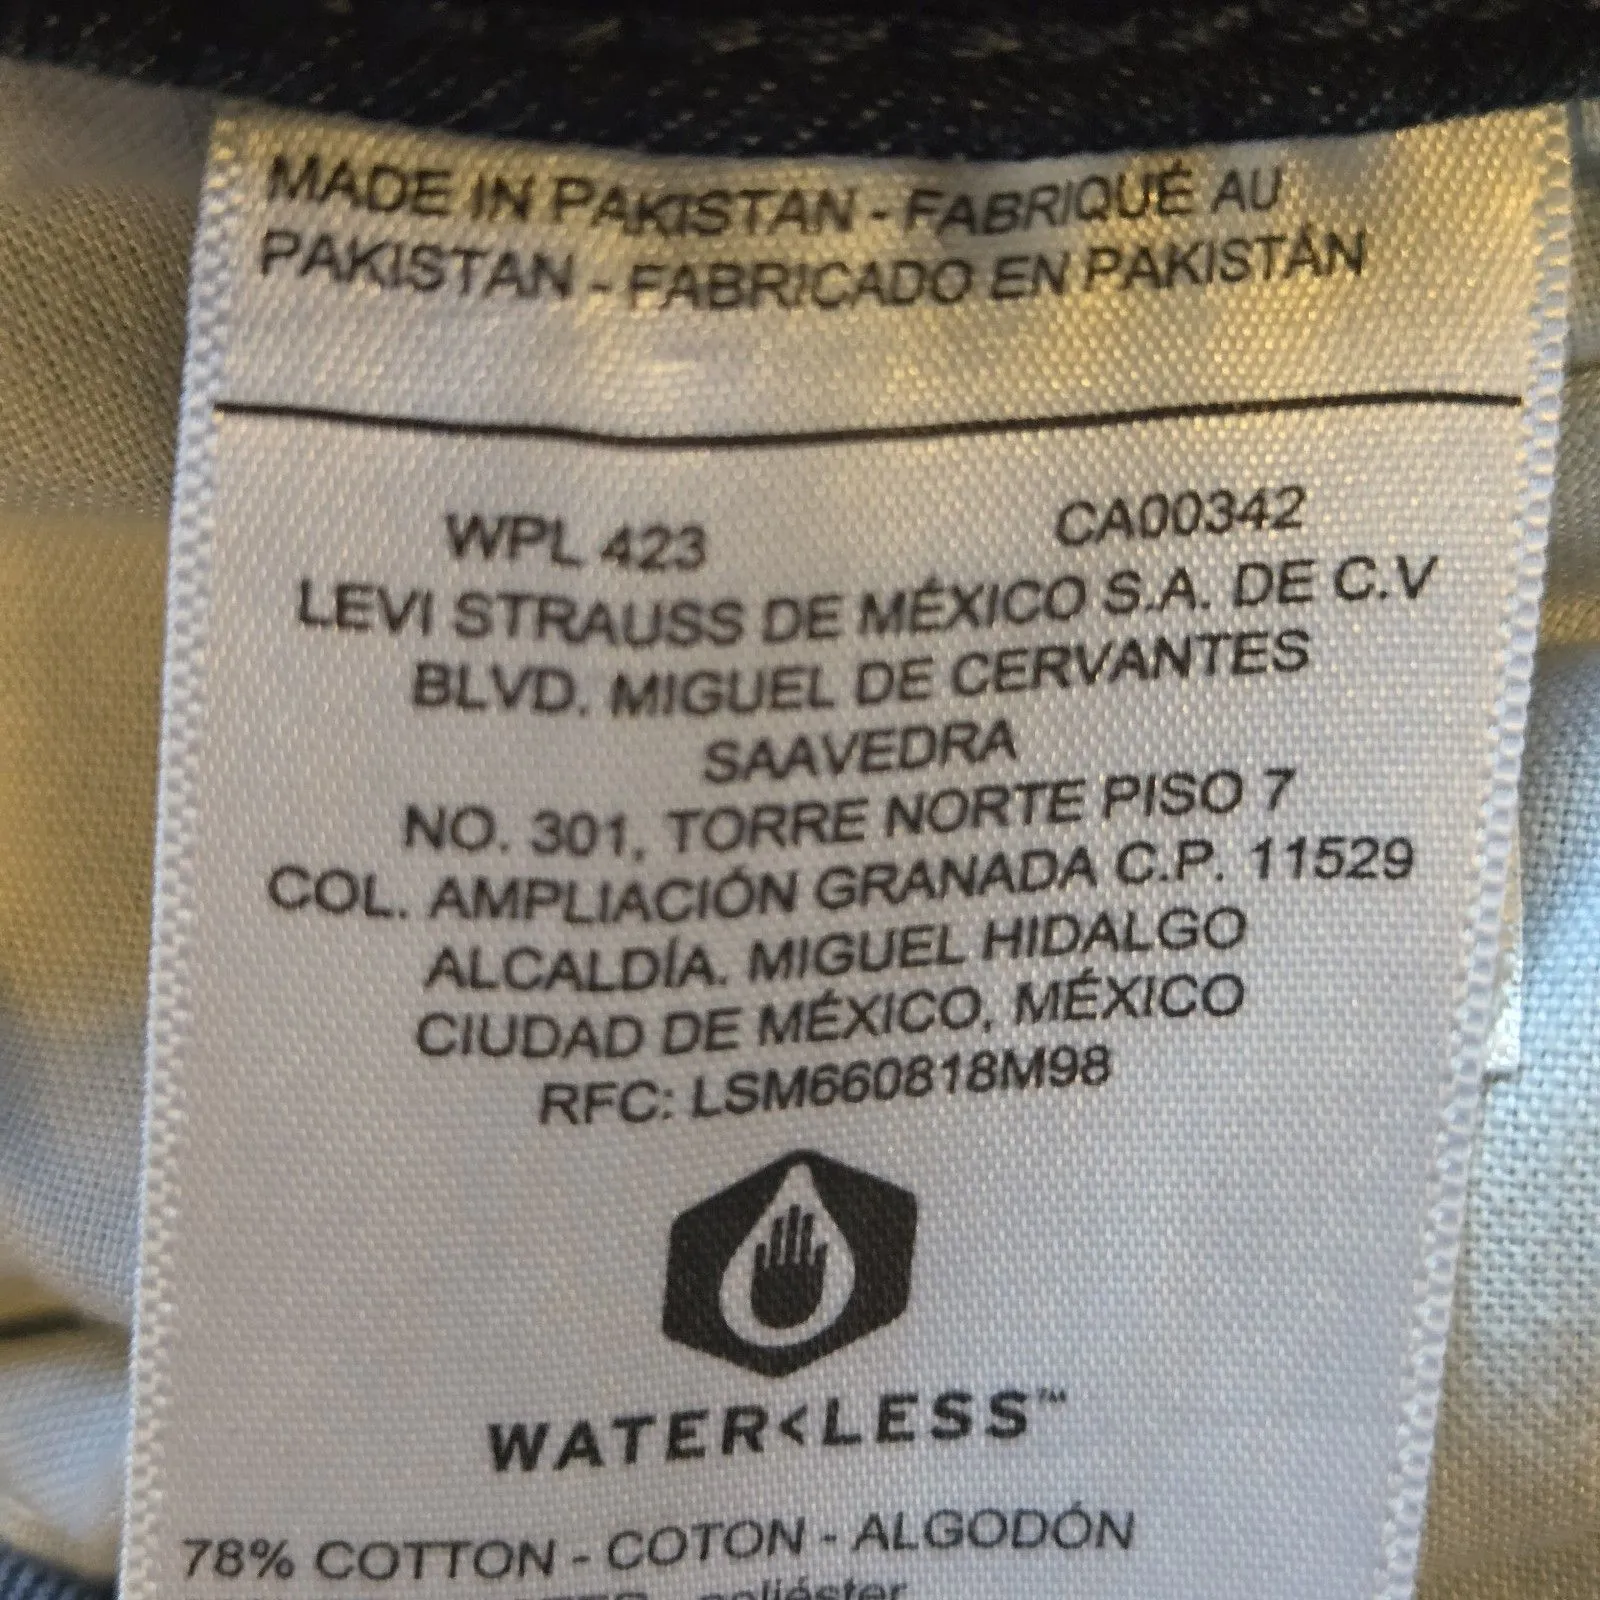 MADE IN PAKISTAN - FABRIQUÉ AU
PAKISTAN - FABRICADO EN PAKISTÁN
WPL 423 CA00342
LEVI STRAUSS DE MÉXICO S.A. DE C.V
BLVD. MIGUEL DE CERVANTES
SAAVEDRA
NO. 301, TORRE NORTE PISO 7
COL. AMPLIACIÓN GRANADA C.P. 11529
ALCALDÍA. MIGUEL HIDALGO
CIUDAD DE MÉXICO, MÉXICO
RFC: LSM660818M98
WATER<LESS™
78% COTTON - COTON - ALGODÓN
poliéster